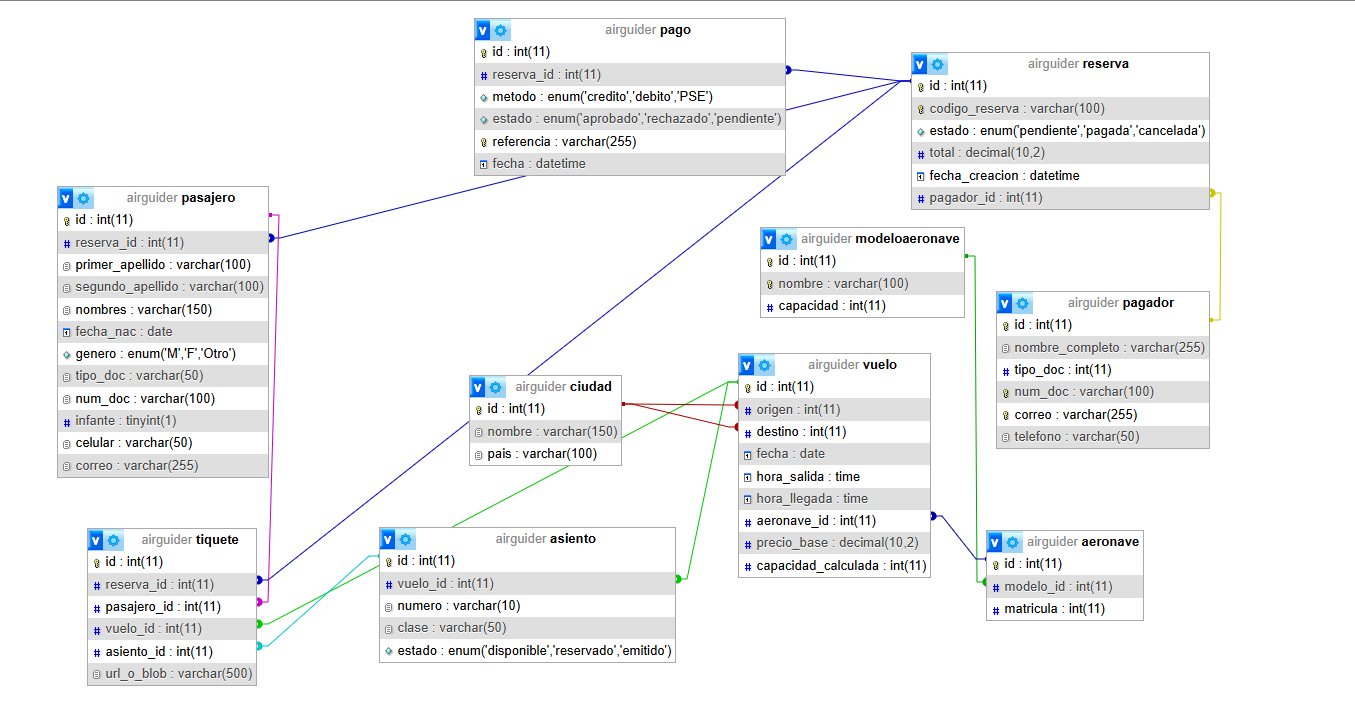 airguider pago
id : int(11)
reserva_id : int(11)
metodo : enum('credito','debito','PSE')
estado : enum('aprobado','rechazado','pendiente')
referencia : varchar(255)
fecha : datetime
airguider reserva
id : int(11)
codigo_reserva : varchar(100)
estado : enum('pendiente','pagada','cancelada')
total : decimal(10,2)
fecha_creacion : datetime
pagador_id : int(11)
airguider pasajero
id : int(11)
reserva_id : int(11)
primer_apellido : varchar(100)
segundo_apellido : varchar(100)
nombres : varchar(150)
fecha_nac : date
genero : enum('M','F','Otro')
tipo_doc : varchar(50)
num_doc : varchar(100)
infante : tinyint(1)
celular : varchar(50)
correo : varchar(255)
airguider modeloaeronave
id : int(11)
nombre : varchar(100)
capacidad : int(11)
airguider pagador
id : int(11)
nombre_completo : varchar(255)
tipo_doc : int(11)
num_doc : varchar(100)
correo : varchar(255)
telefono : varchar(50)
airguider ciudad
id : int(11)
nombre : varchar(150)
pais : varchar(100)
airguider vuelo
id : int(11)
origen : int(11)
destino : int(11)
fecha : date
hora_salida : time
hora_llegada : time
aeronave_id : int(11)
precio_base : decimal(10,2)
capacidad_calculada : int(11)
airguider tiquete
id : int(11)
reserva_id : int(11)
pasajero_id : int(11)
vuelo_id : int(11)
asiento_id : int(11)
url_o_blob : varchar(500)
airguider asiento
id : int(11)
vuelo_id : int(11)
numero : varchar(10)
clase : varchar(50)
estado : enum('disponible','reservado','emitido')
airguider aeronave
id : int(11)
modelo_id : int(11)
matricula : int(11)